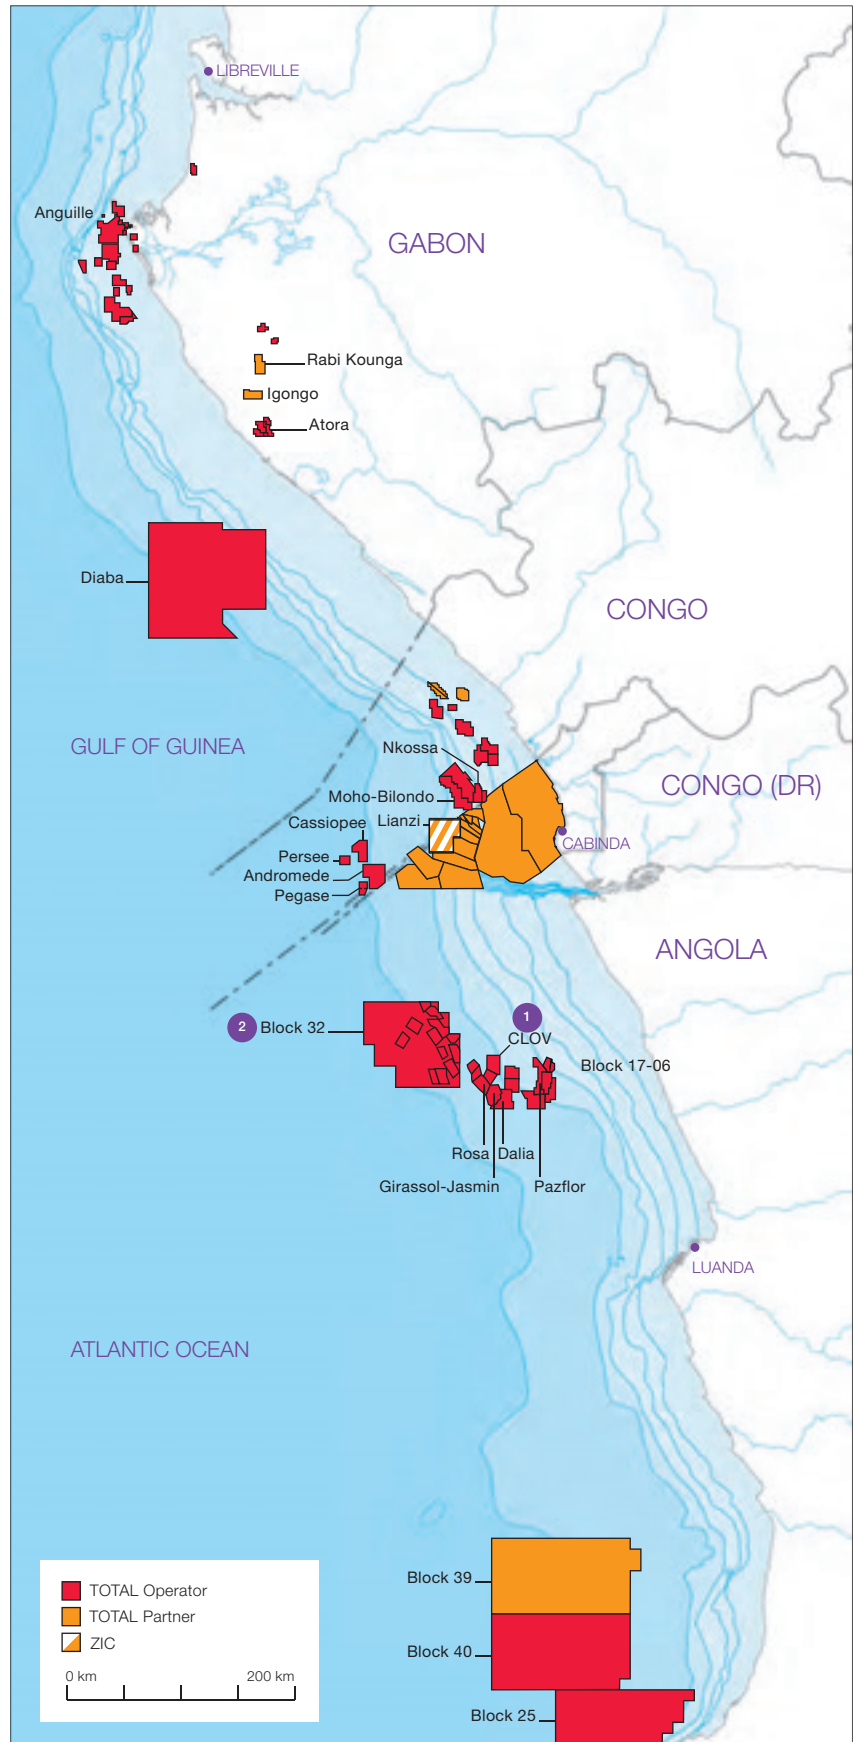 LIBREVILLE
Anguille
GABON
Rabi Kounga
Igongo
Atora
Diaba
CONGO
GULF OF GUINEA
Nkossa
CONGO (DR)
Moho-Bilondo
Lianzi
Cassiopee
CABINDA
Persee
Andromede
Pegase
ANGOLA
2 Block 32
1
CLOV
Block 17-06
Rosa
Dalia
Girassol-Jasmin
Pazflor
LUANDA
ATLANTIC OCEAN
Block 39
Block 40
Block 25
TOTAL Operator
TOTAL Partner
ZIC
0 km 200 km